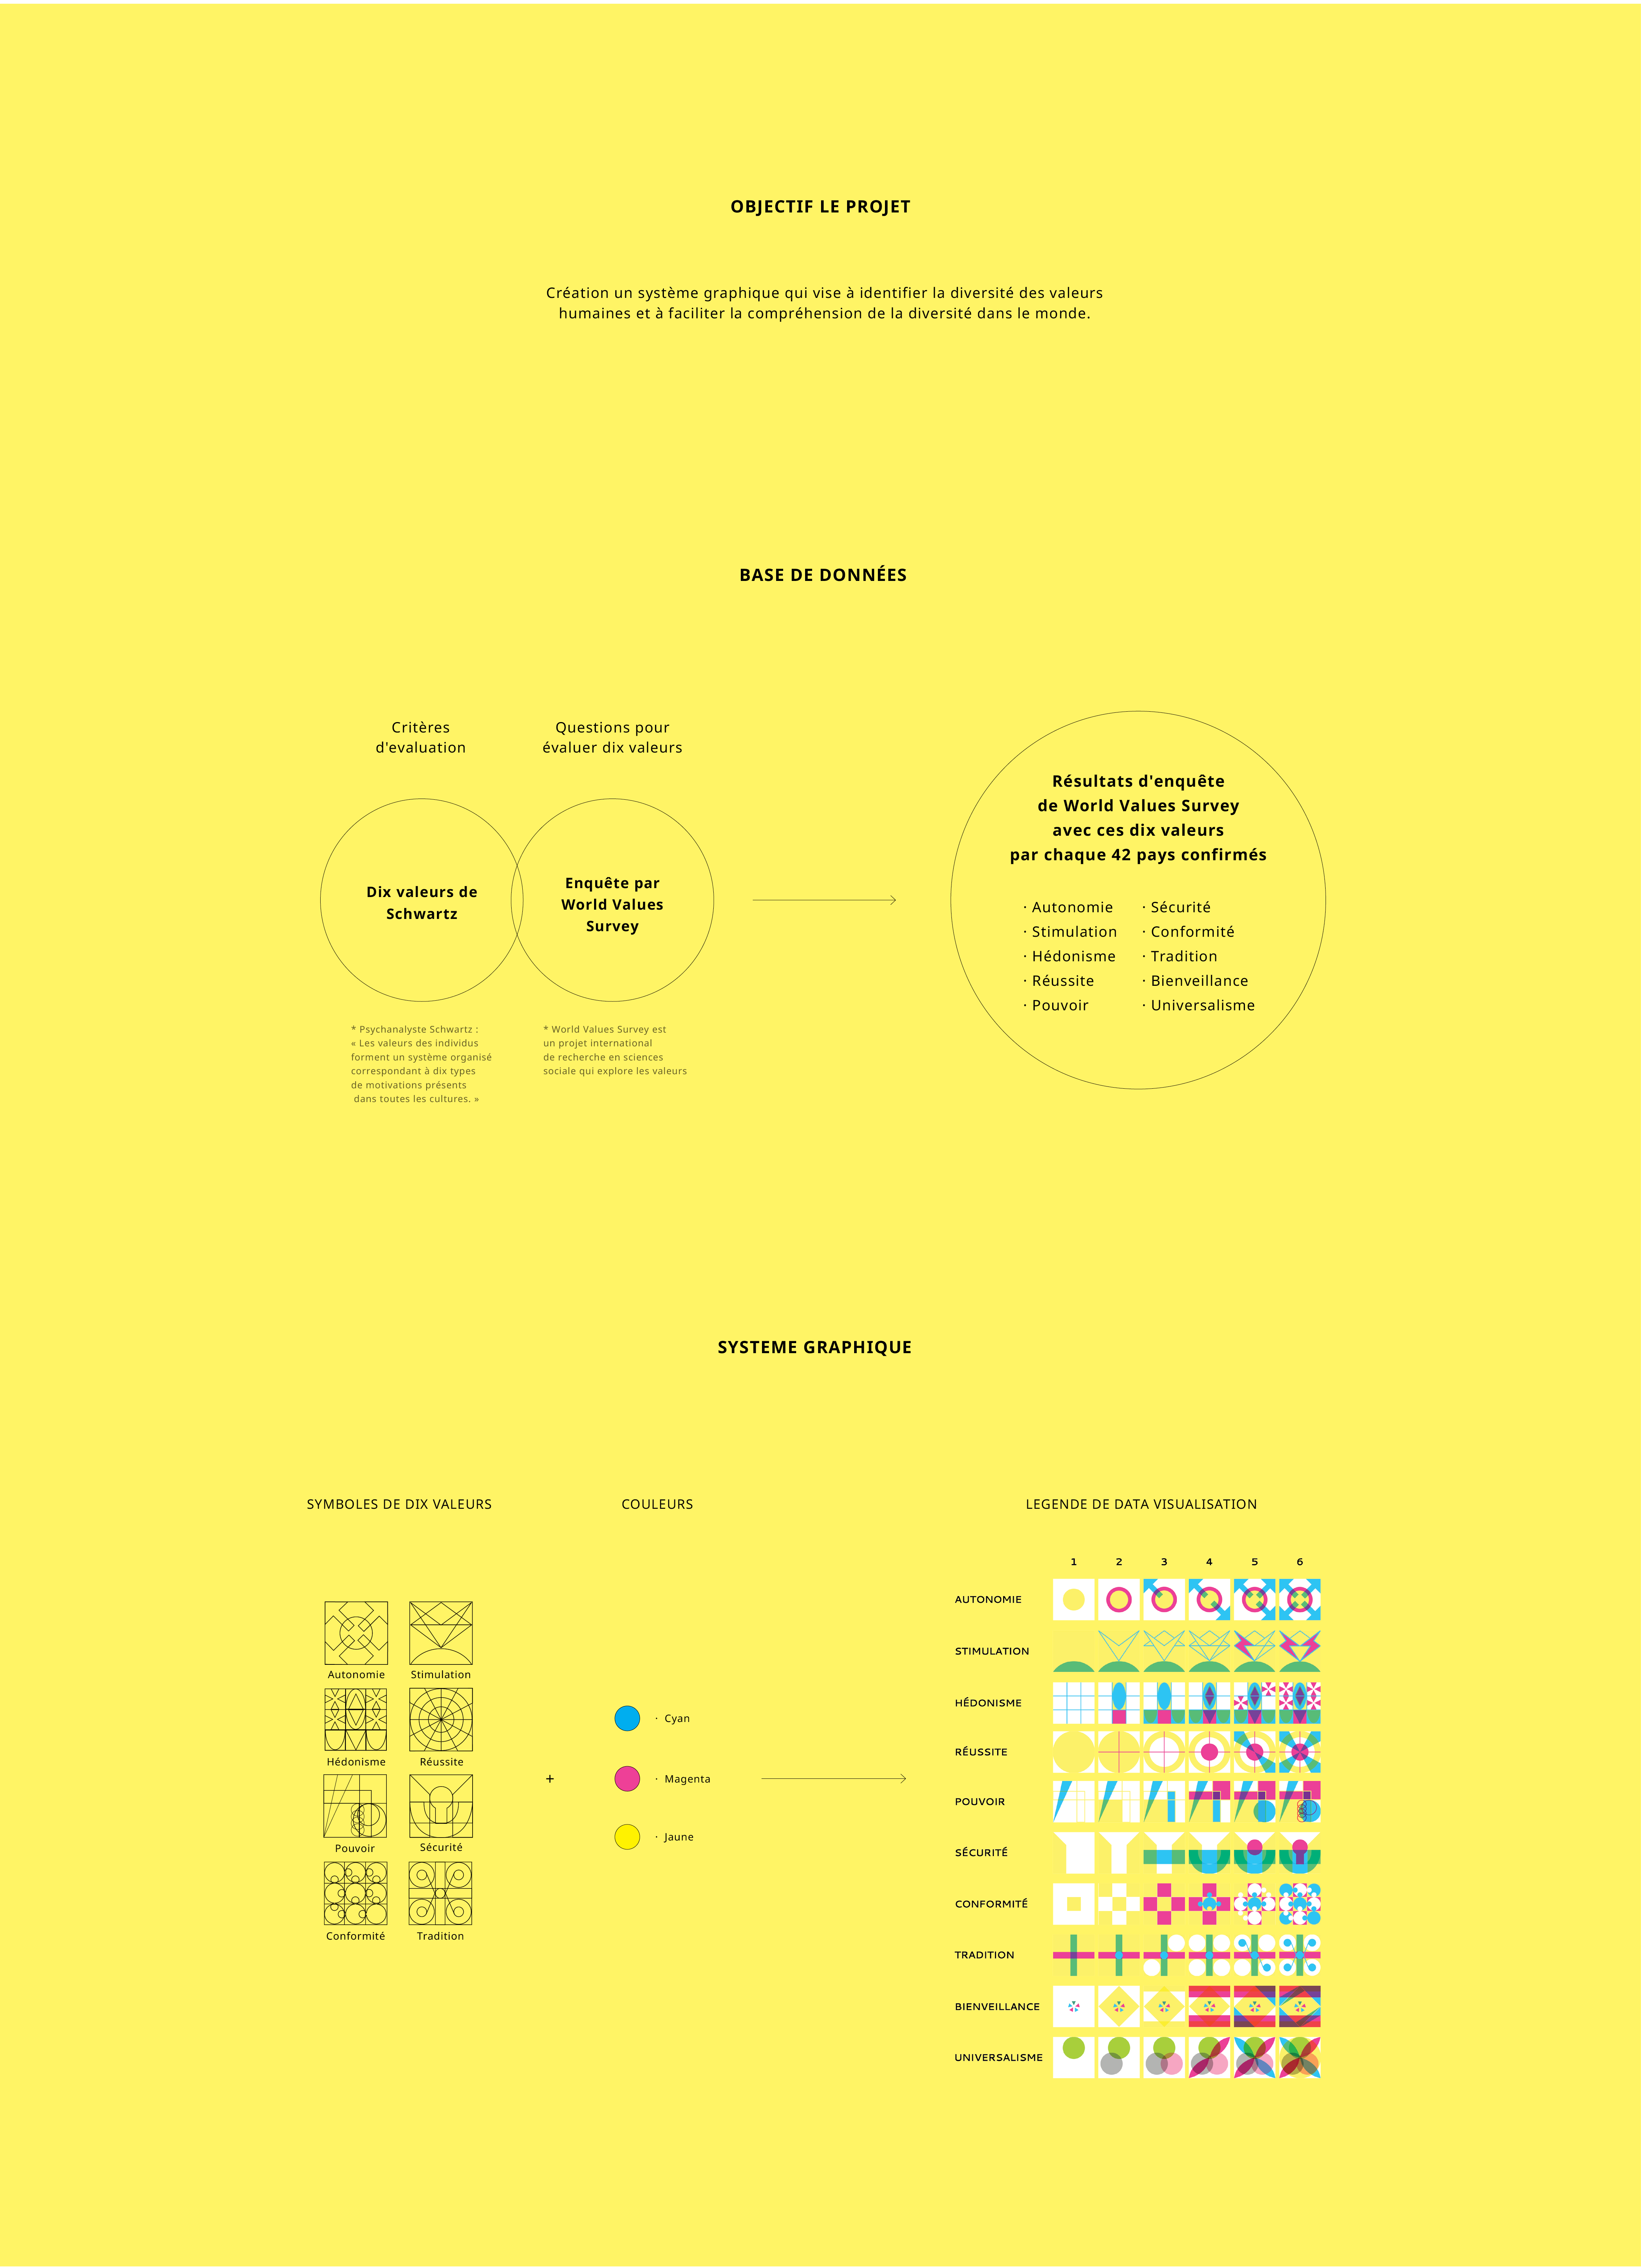 OBJECTIF LE PROJET
Création un système graphique qui vise à identifier la diversité des valeurs
humaines et à faciliter la compréhension de la diversité dans le monde.
BASE DE DONNÉES
Critères
d'evaluation
Questions pour
évaluer dix valeurs
Dix valeurs de
Schwartz
Enquête par
World Values
Survey
* Psychanalyste Schwartz :
« Les valeurs des individus
forment un système organisé
correspondant à dix types
de motivations présents
dans toutes les cultures. »
* World Values Survey est
un projet international
de recherche en sciences
sociale qui explore les valeurs
Résultats d'enquête
de World Values Survey
avec ces dix valeurs
par chaque 42 pays confirmés
· Autonomie
· Stimulation
· Hédonisme
· Réussite
· Pouvoir
· Sécurité
· Conformité
· Tradition
· Bienveillance
· Universalisme
SYSTEME GRAPHIQUE
SYMBOLES DE DIX VALEURS
Autonomie
Stimulation
Hédonisme
Réussite
Pouvoir
Sécurité
Conformité
Tradition
+
COULEURS
· Cyan
· Magenta
· Jaune
LEGENDE DE DATA VISUALISATION
1 2 3 4 5 6
AUTONOMIE
STIMULATION
HÉDONISME
RÉUSSITE
POUVOIR
SÉCURITÉ
CONFORMITÉ
TRADITION
BIENVEILLANCE
UNIVERSALISME